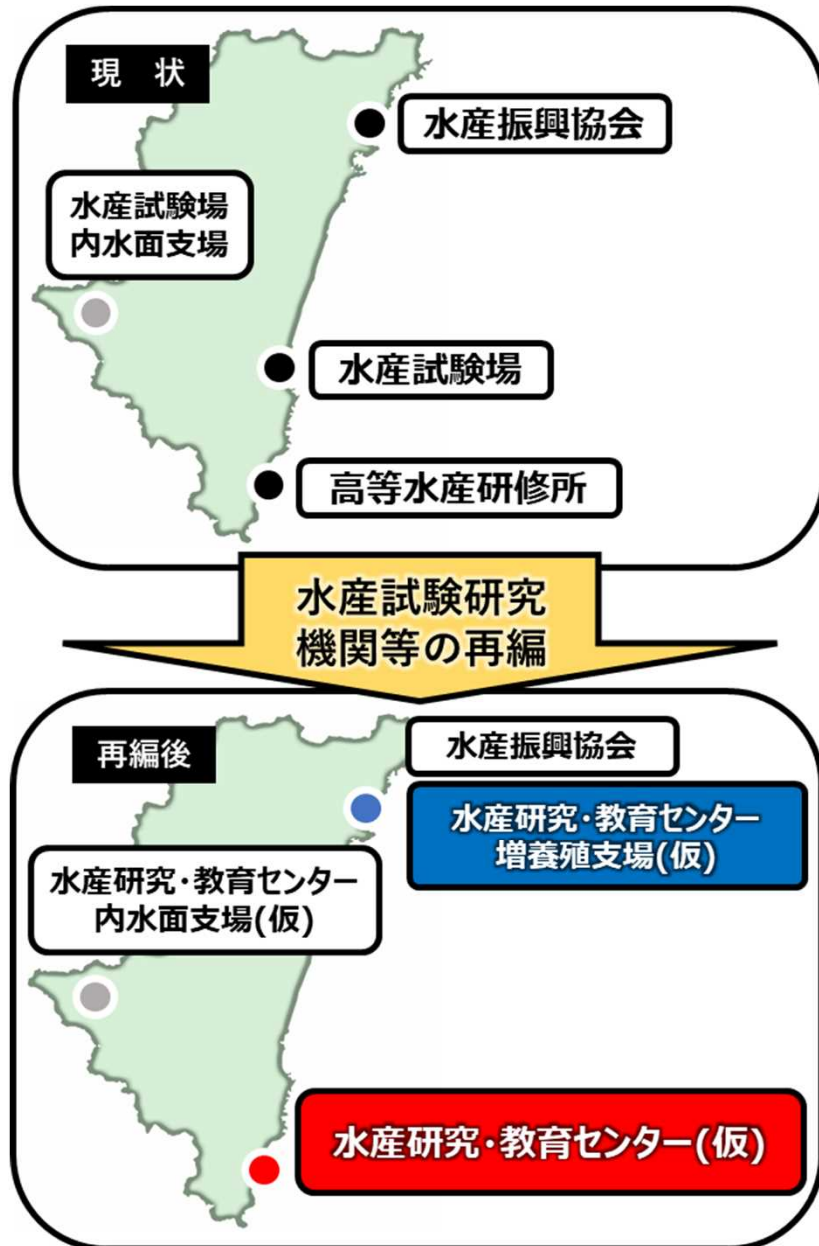 現 状
水産振興協会
水産試験場
内水面支場
水産試験場
高等水産研修所
水産試験研究
機関等の再編
再編後
水産振興協会
水産研究・教育センター
増養殖支場(仮)
水産研究・教育センター
内水面支場(仮)
水産研究・教育センター(仮)